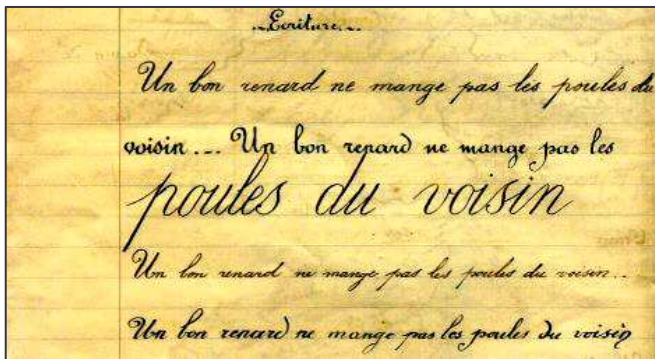 ..Ecriture...
Un bon renard ne mange pas les poules du
voisin... Un bon renard ne mange pas les
poules du voisin
Un bon renard ne mange pas les poules du voisin..
Un bon renard ne mange pas les poules du voisin